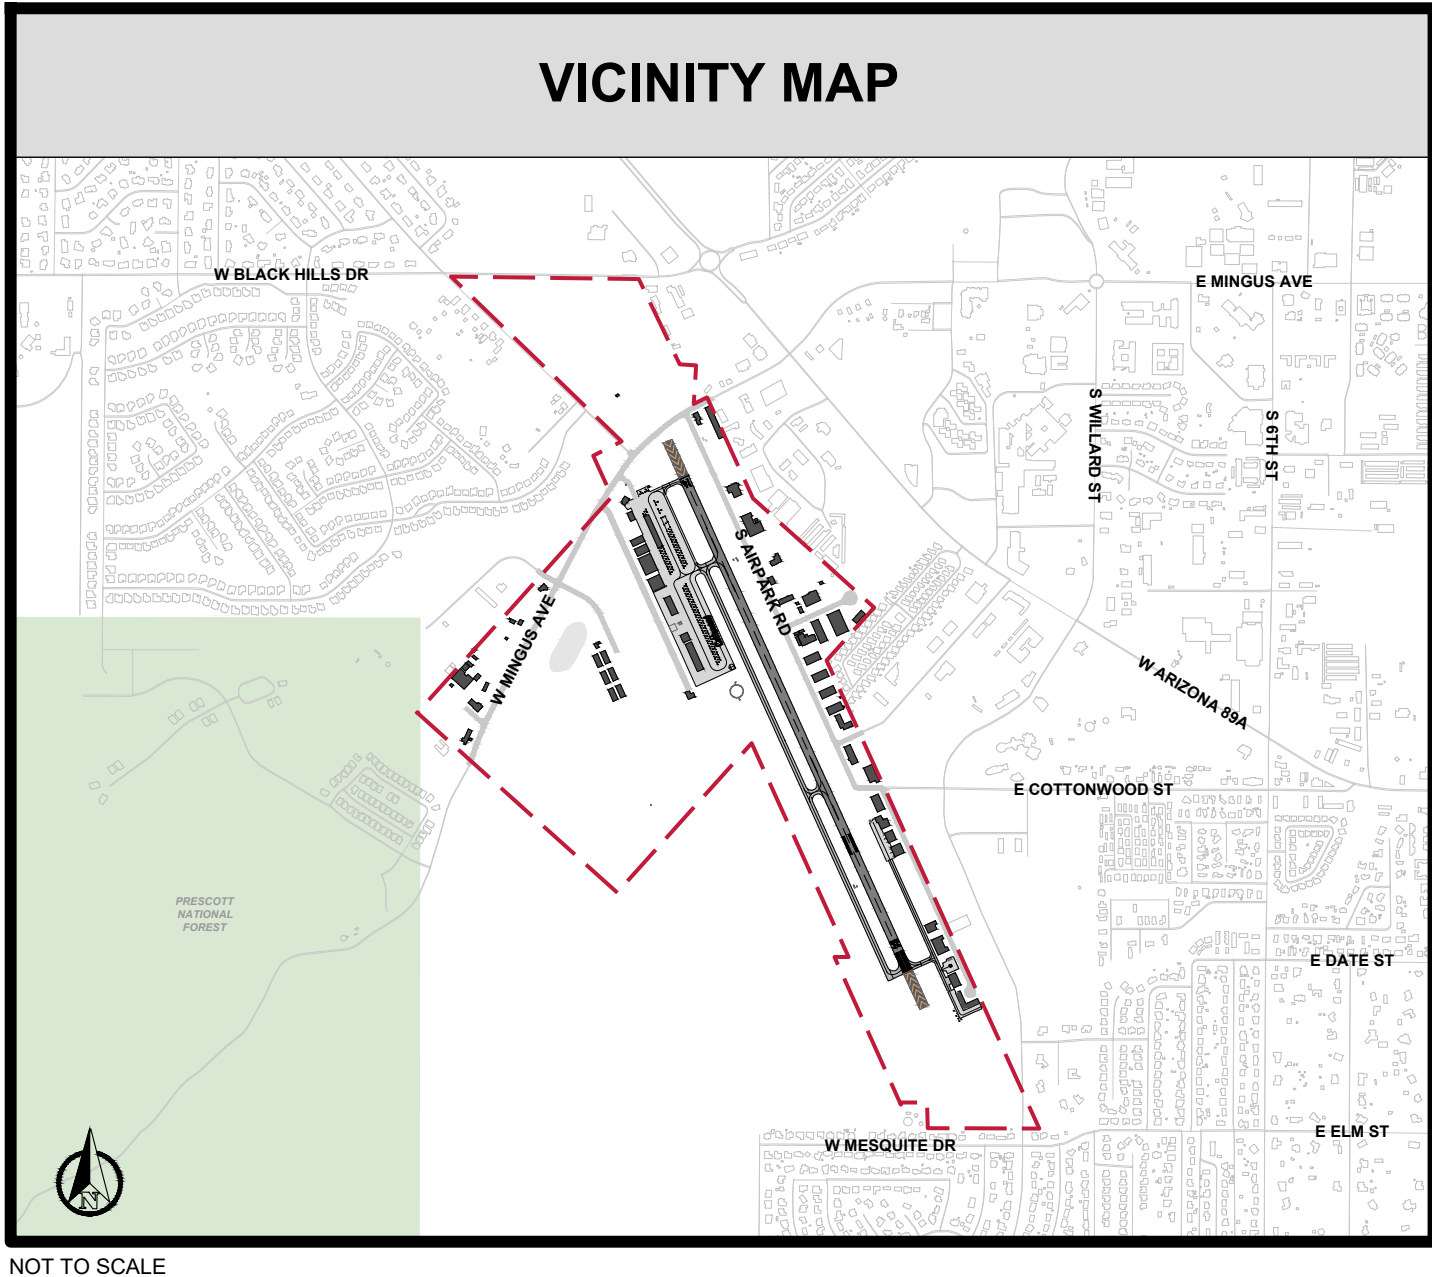 VICINITY MAP
W BLACK HILLS DR
E MINGUS AVE
S WILLARD ST
S 6TH ST
S AIRPARK RD
W MINGUS AVE
W ARIZONA 89A
E COTTONWOOD ST
PRESCOTT
NATIONAL
FOREST
E DATE ST
E ELM ST
W MESQUITE DR
N
NOT TO SCALE